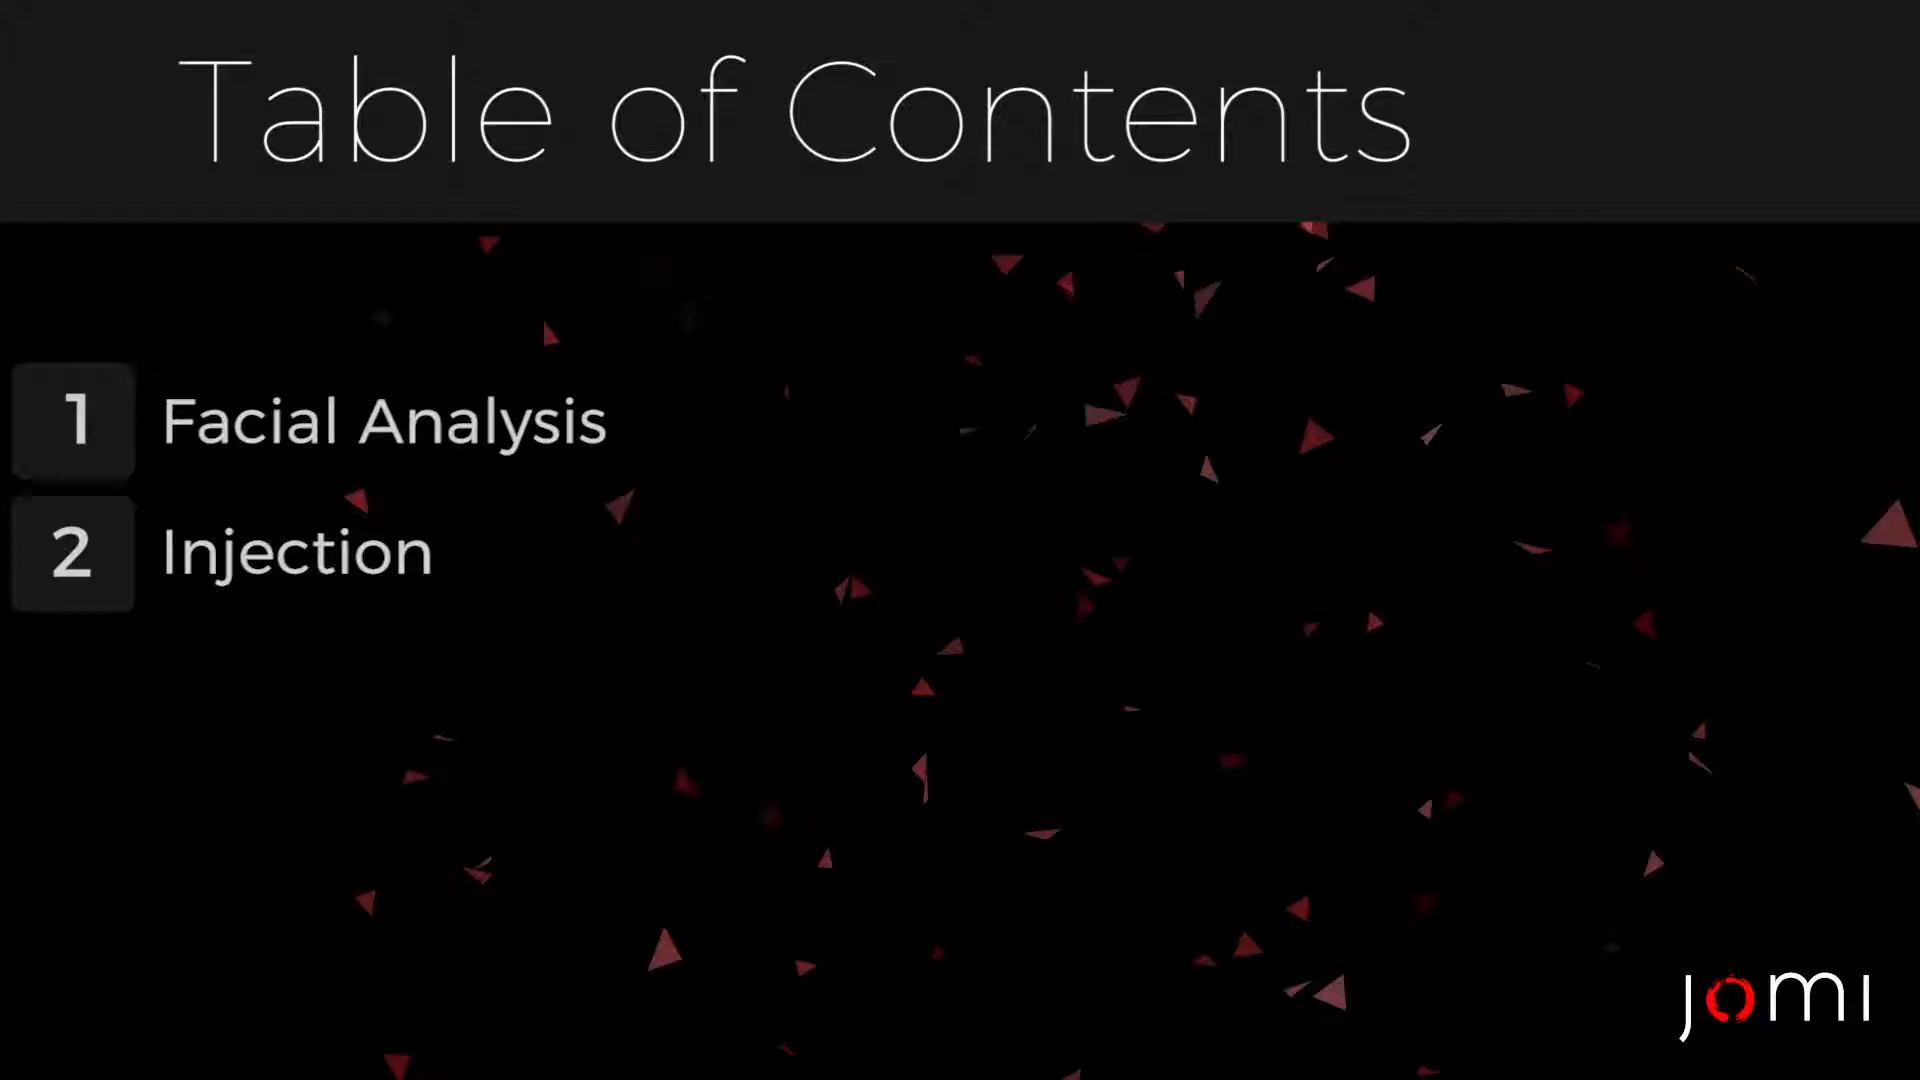 Table of Contents
1 Facial Analysis
2 Injection
jomi